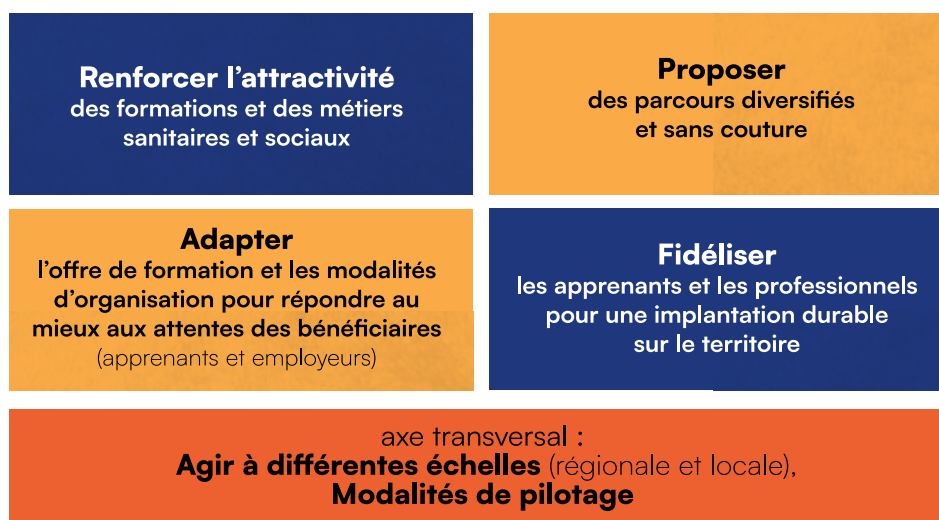 Renforcer l’attractivité
des formations et des métiers
sanitaires et sociaux
Proposer
des parcours diversifiés
et sans couture
Adapter
l’offre de formation et les modalités
d’organisation pour répondre au
mieux aux attentes des bénéficiaires
(apprenants et employeurs)
Fidéliser
les apprenants et les professionnels
pour une implantation durable
sur le territoire
axe transversal :
Agir à différentes échelles (régionale et locale),
Modalités de pilotage